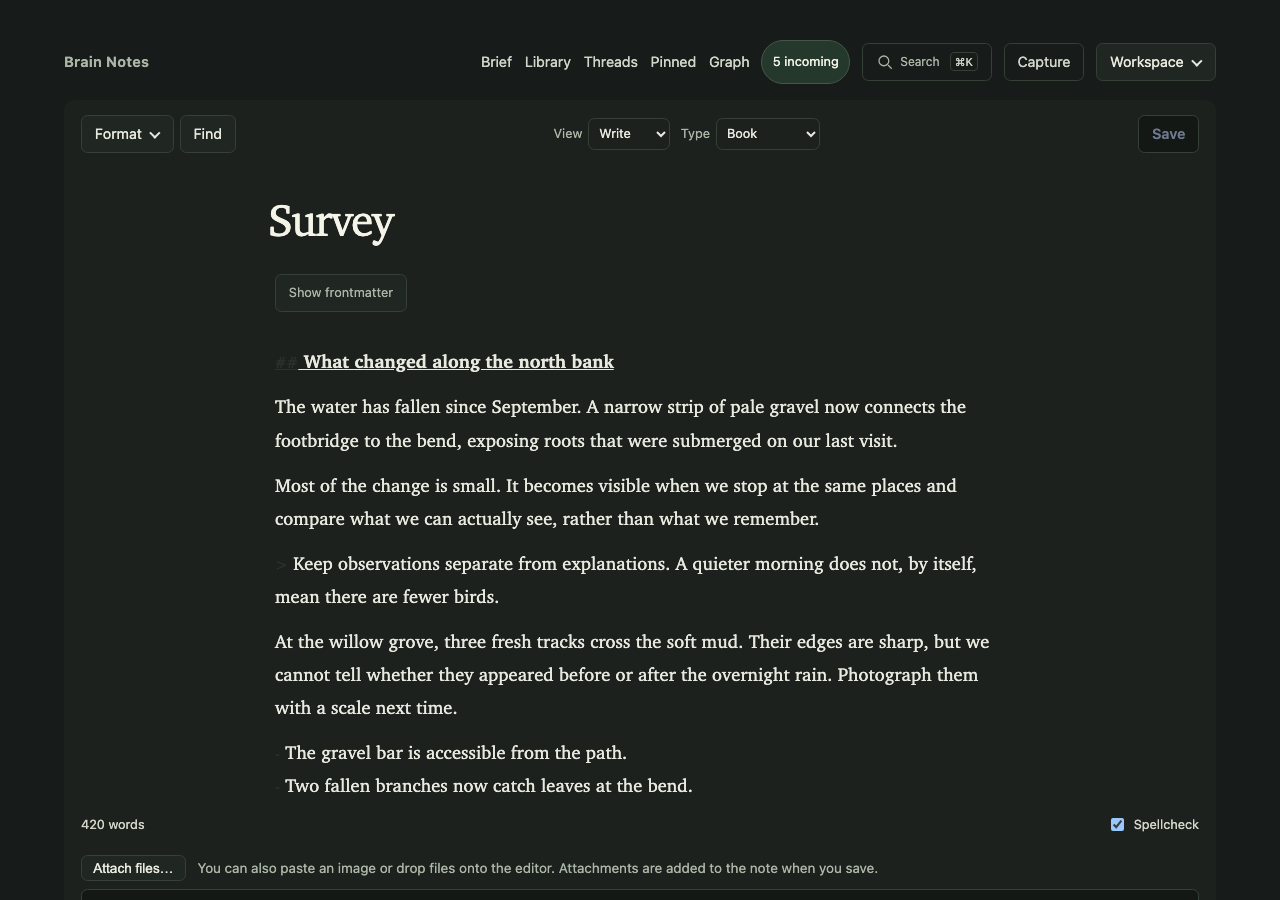 Brain Notes
Brief Library Threads Pinned Graph 5 incoming Search ⌘K Capture Workspace
Format Find View Write Type Book Save
Survey
Show frontmatter
## What changed along the north bank
The water has fallen since September. A narrow strip of pale gravel now connects the
footbridge to the bend, exposing roots that were submerged on our last visit.
Most of the change is small. It becomes visible when we stop at the same places and
compare what we can actually see, rather than what we remember.
> Keep observations separate from explanations. A quieter morning does not, by itself,
mean there are fewer birds.
At the willow grove, three fresh tracks cross the soft mud. Their edges are sharp, but we
cannot tell whether they appeared before or after the overnight rain. Photograph them
with a scale next time.
- The gravel bar is accessible from the path.
- Two fallen branches now catch leaves at the bend.
420 words Spellcheck
Attach files... You can also paste an image or drop files onto the editor. Attachments are added to the note when you save.